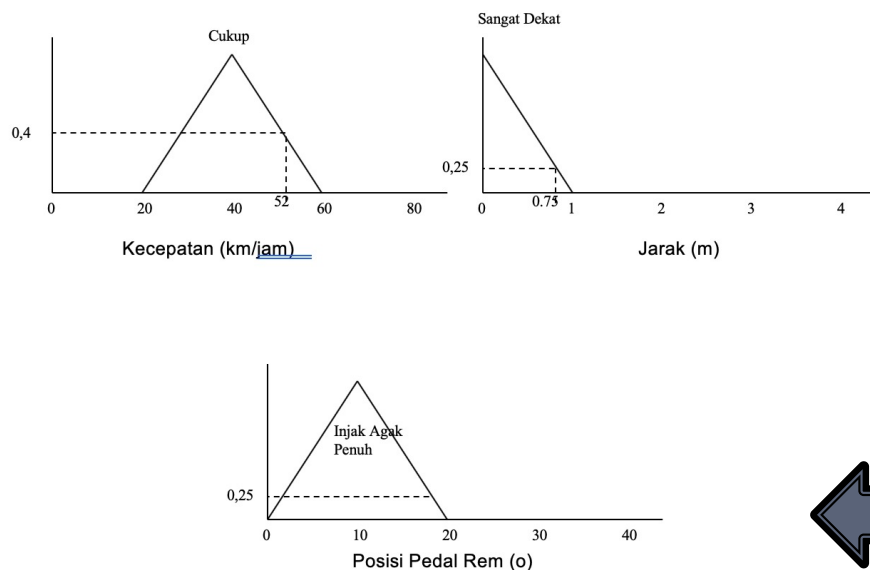 Cukup
0,4
0 20 40 52 60 80
Kecepatan (km/jam)
Sangat Dekat
0,25
0 0.75 1 2 3 4
Jarak (m)
Injak Agak
Penuh
0,25
0 10 20 30 40
Posisi Pedal Rem (o)